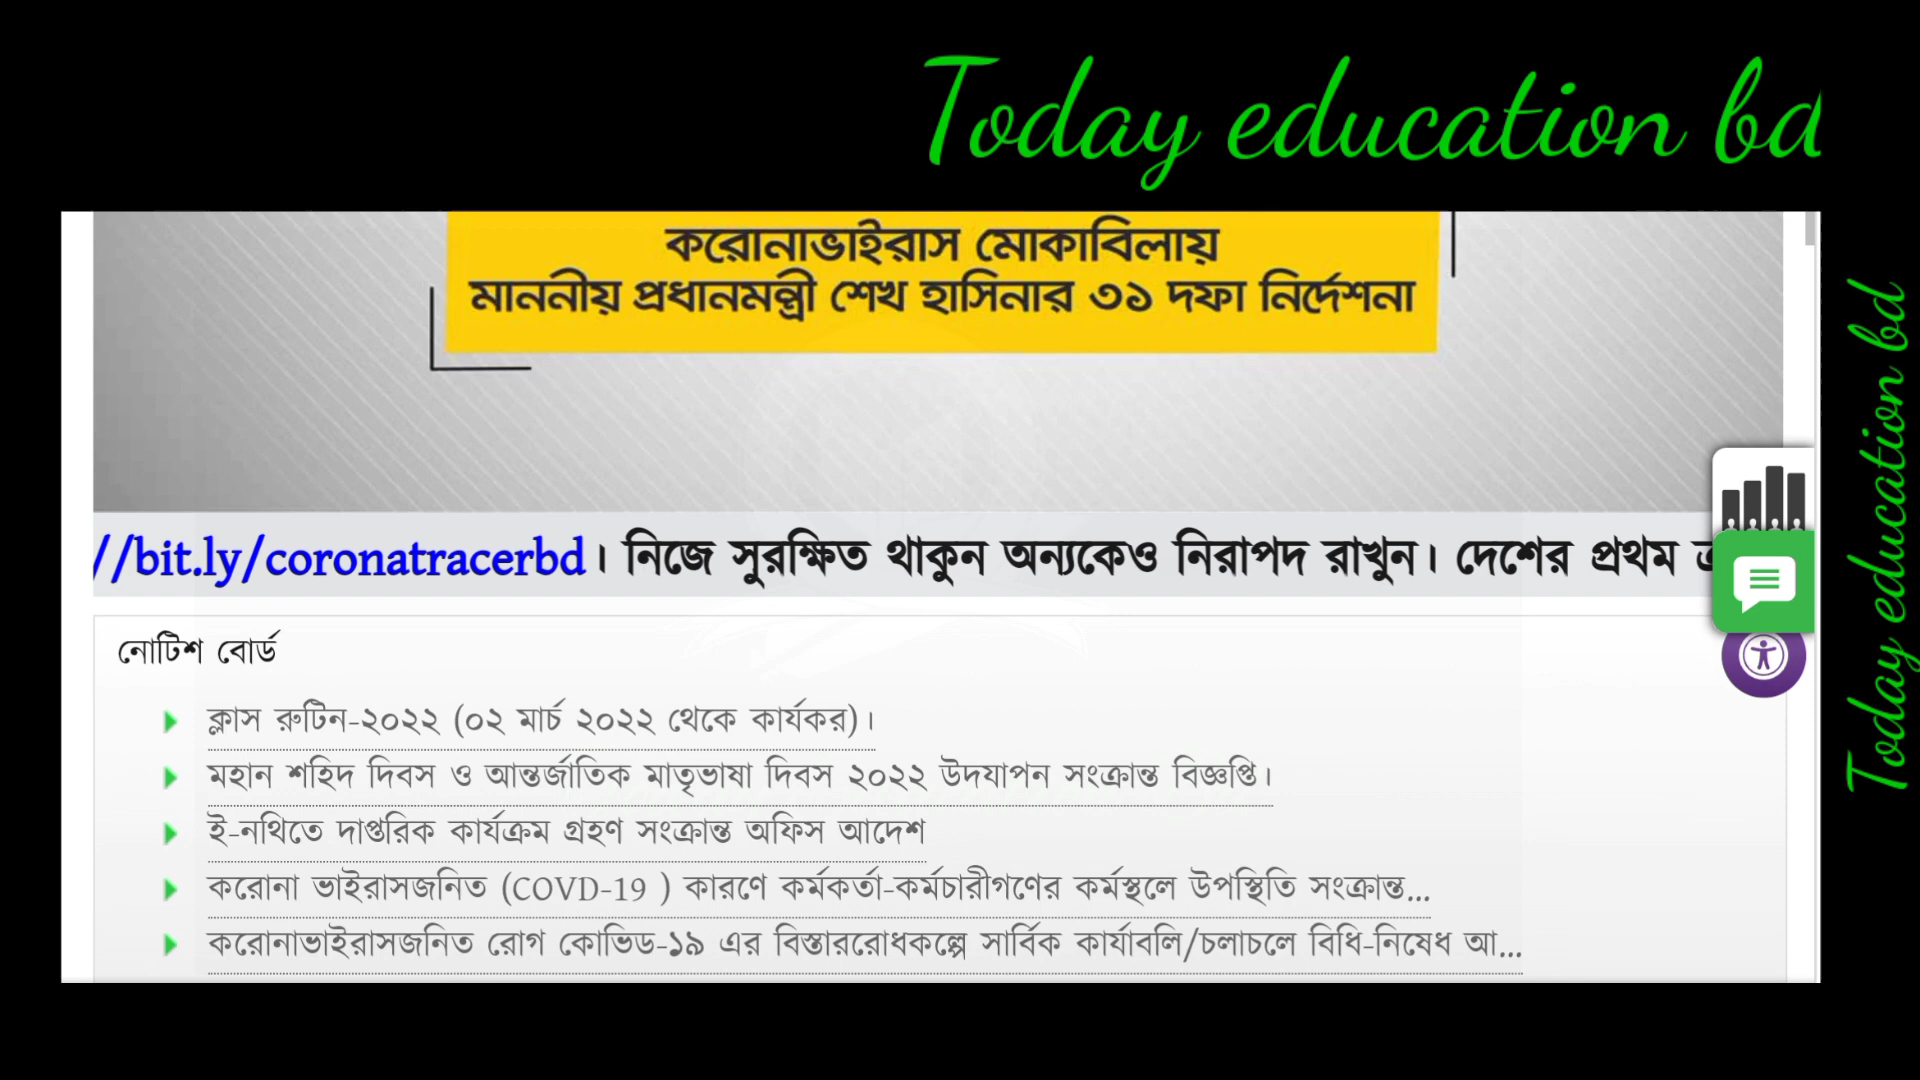 Today education bd
করোনাভাইরাস মোকাবিলায়
মাননীয় প্রধানমন্ত্রী শেখ হাসিনার ৩১ দফা নির্দেশনা
//bit.ly/coronatracerbd। নিজে সুরক্ষিত থাকুন অন্যকেও নিরাপদ রাখুন। দেশের প্রথম
নোটিশ বোর্ড
ক্লাস রুটিন-২০২২ (০২ মার্চ ২০২২ থেকে কার্যকর)।
মহান শহিদ দিবস ও আন্তর্জাতিক মাতৃভাষা দিবস ২০২২ উদযাপন সংক্রান্ত বিজ্ঞপ্তি।
ই-নথিতে দাপ্তরিক কার্যক্রম গ্রহণ সংক্রান্ত অফিস আদেশ
করোনা ভাইরাসজনিত (COVD-19 ) কারণে কর্মকর্তা-কর্মচারীগণের কর্মস্থলে উপস্থিতি সংক্রান্ত...
করোনাভাইরাসজনিত রোগ কোভিড-১৯ এর বিস্তাররোধকল্পে সার্বিক কার্যাবলি/চলাচলে বিধি-নিষেধ আ...
Today education bd